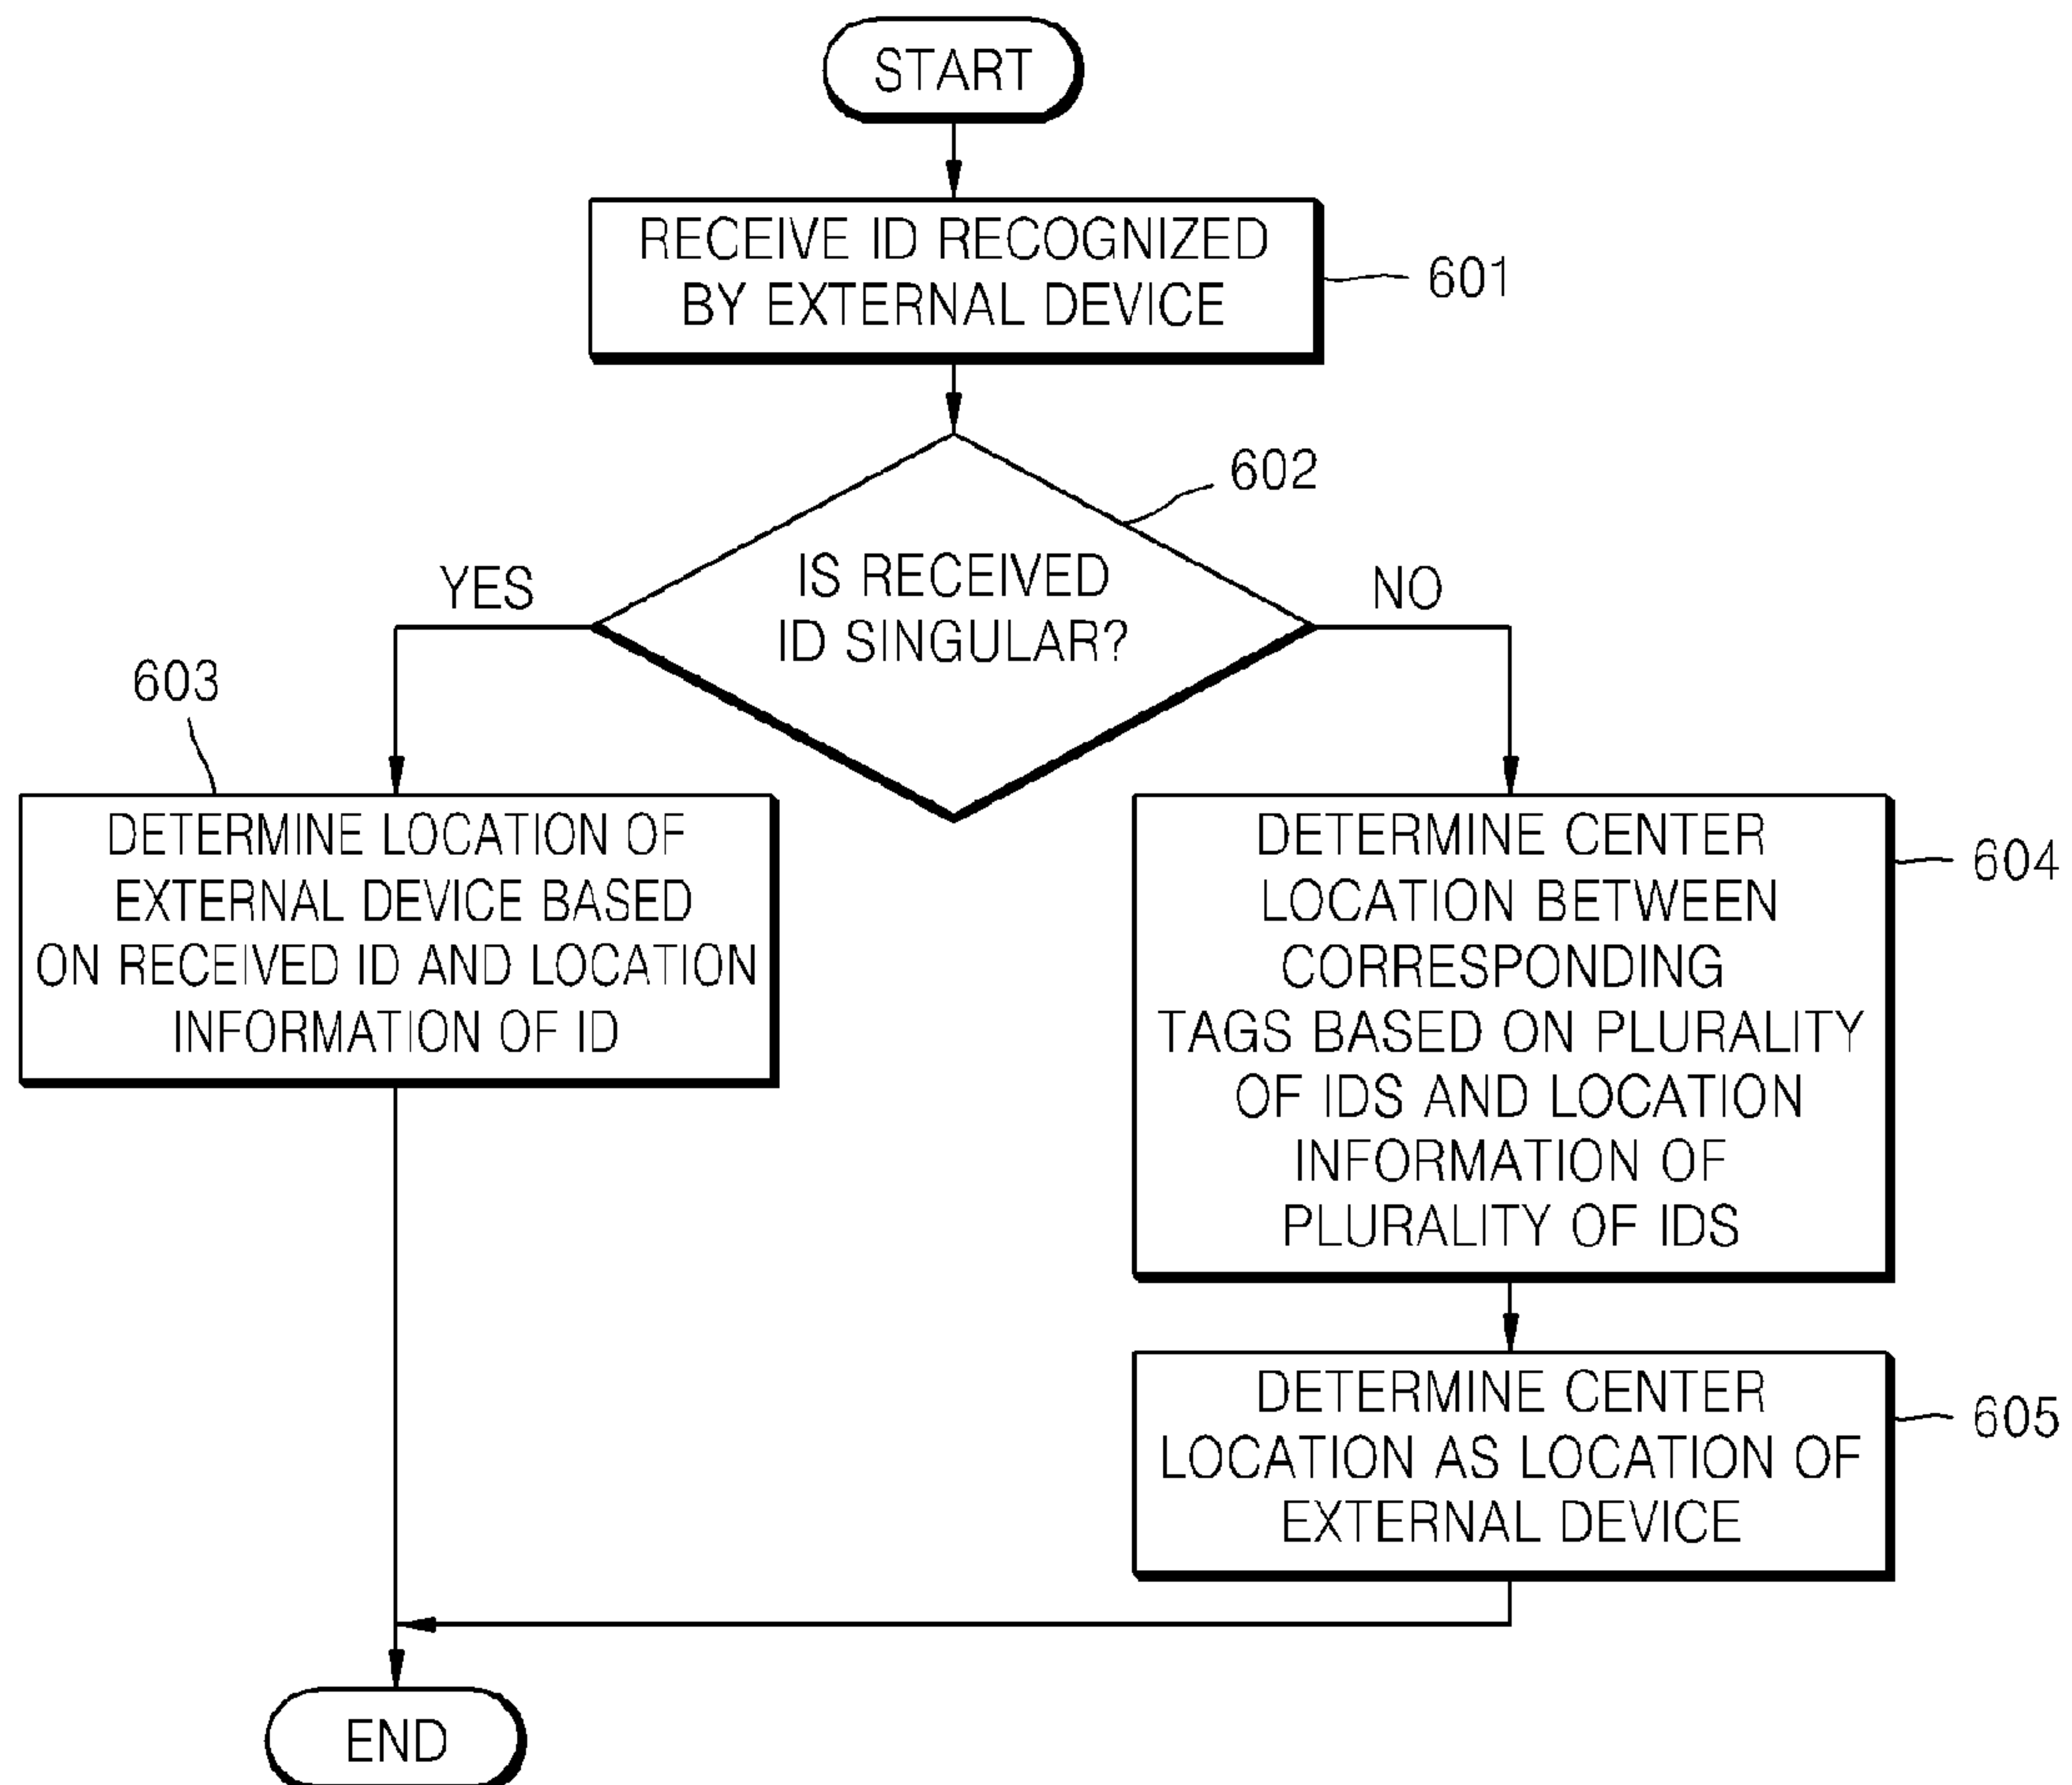 START
RECEIVE ID RECOGNIZED
BY EXTERNAL DEVICE
601
602
IS RECEIVED
ID SINGULAR?
YES
NO
603
DETERMINE LOCATION OF
EXTERNAL DEVICE BASED
ON RECEIVED ID AND LOCATION
INFORMATION OF ID
DETERMINE CENTER
LOCATION BETWEEN
CORRESPONDING
TAGS BASED ON PLURALITY
OF IDS AND LOCATION
INFORMATION OF
PLURALITY OF IDS
604
DETERMINE CENTER
LOCATION AS LOCATION OF
EXTERNAL DEVICE
605
END